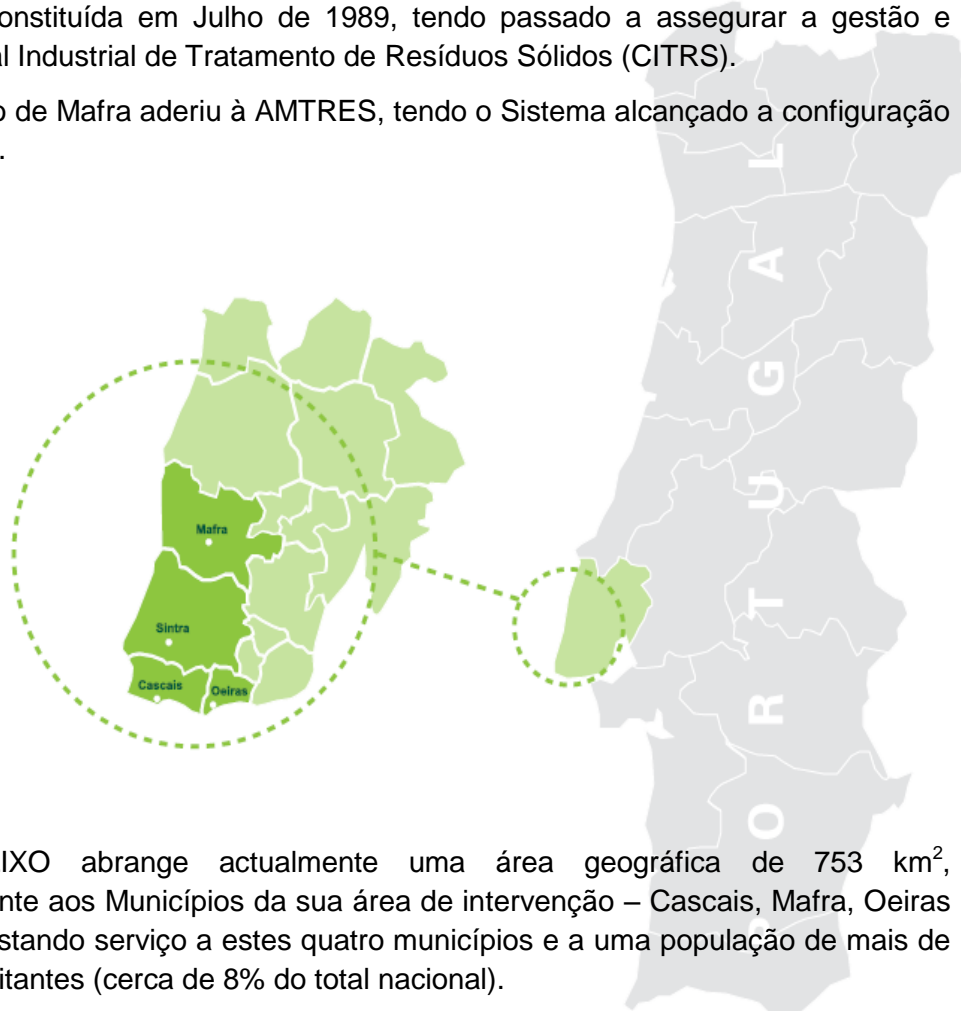 onstituída em Julho de 1989, tendo passado a assegurar a gestão e
al Industrial de Tratamento de Resíduos Sólidos (CITRS).
o de Mafra aderiu à AMTRES, tendo o Sistema alcançado a configuração
.
PORTUGAL
Mafra
Sintra
Cascais
Oeiras
IXO abrange actualmente uma área geográfica de 753 km²,
nte aos Municípios da sua área de intervenção – Cascais, Mafra, Oeiras
stando serviço a estes quatro municípios e a uma população de mais de
itantes (cerca de 8% do total nacional).